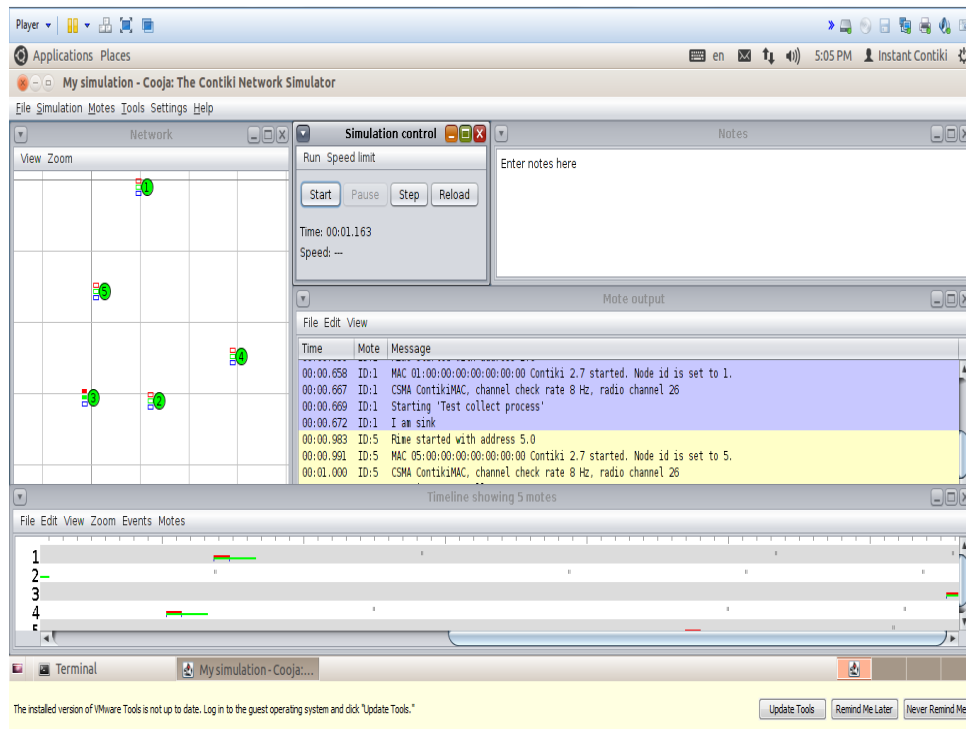 Player
Applications Places
en 5:05 PM Instant Contiki
My simulation - Cooja: The Contiki Network Simulator
File Simulation Motes Tools Settings Help
Network
View Zoom
1
5
4
3
2
Simulation control
Run Speed limit
Start Pause Step Reload
Time: 00:01.163
Speed: ---
Notes
Enter notes here
Mote output
File Edit View
Time Mote Message
00:00.658 ID:1 MAC 01:00:00:00:00:00:00:00 Contiki 2.7 started. Node id is set to 1.
00:00.667 ID:1 CSMA ContikiMAC, channel check rate 8 Hz, radio channel 26
00:00.669 ID:1 Starting 'Test collect process'
00:00.672 ID:1 I am sink
00:00.983 ID:5 Rime started with address 5.0
00:00.991 ID:5 MAC 05:00:00:00:00:00:00:00 Contiki 2.7 started. Node id is set to 5.
00:01.000 ID:5 CSMA ContikiMAC, channel check rate 8 Hz, radio channel 26
Timeline showing 5 motes
File Edit View Zoom Events Motes
1
2
3
4
Terminal
My simulation - Cooja:...
The installed version of VMware Tools is not up to date. Log in to the guest operating system and click "Update Tools."
Update Tools Remind Me Later Never Remind Me